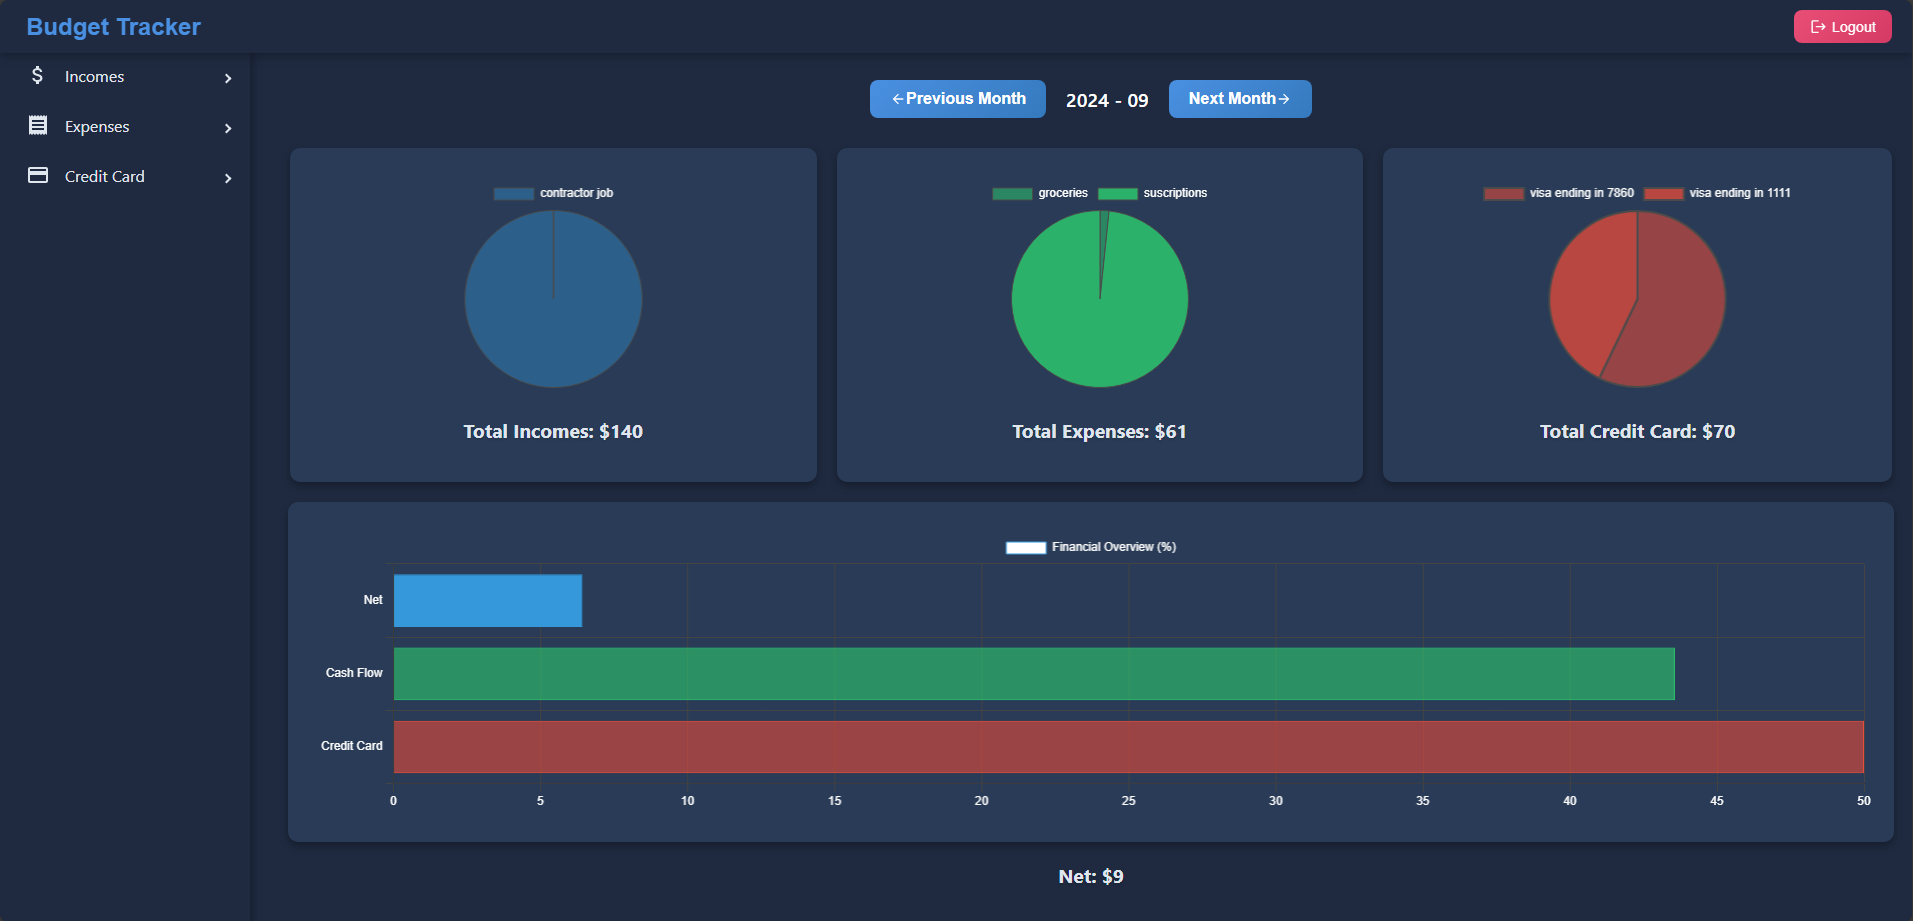 Budget Tracker
Logout
Incomes
Expenses
Credit Card
←Previous Month
2024 - 09
Next Month→
contractor job
Total Incomes: $140
groceries suscriptions
Total Expenses: $61
visa ending in 7860 visa ending in 1111
Total Credit Card: $70
Financial Overview (%)
Net
Cash Flow
Credit Card
0 5 10 15 20 25 30 35 40 45 50
Net: $9